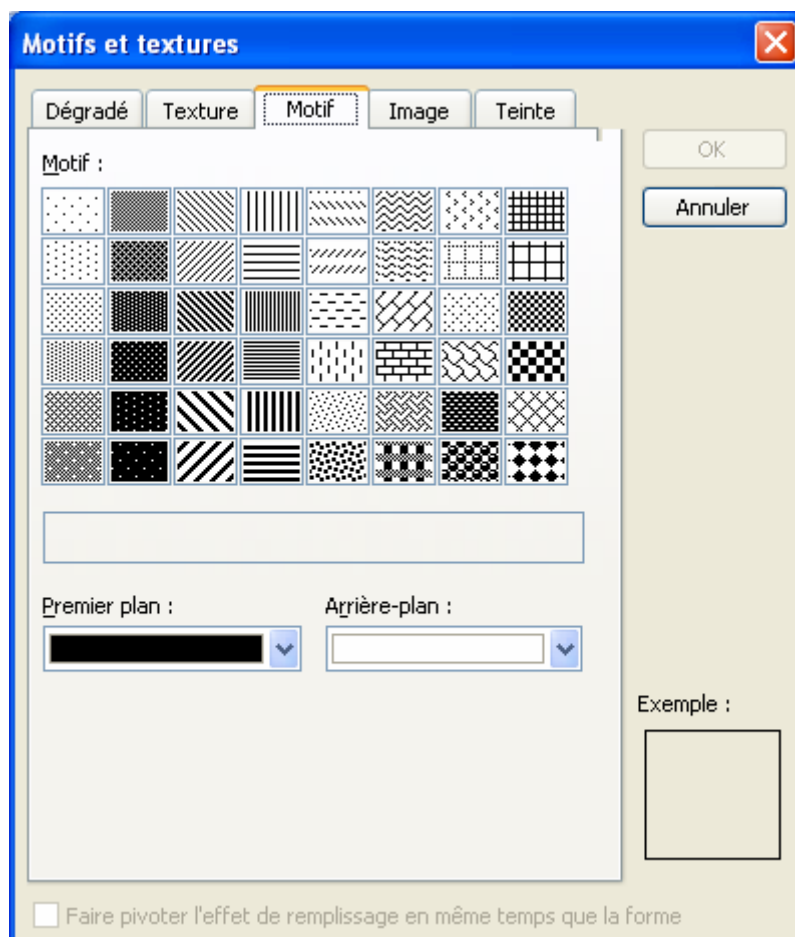 Motifs et textures
Dégradé Texture Motif Image Teinte
OK
Motif :
Annuler
Premier plan : Arrière-plan :
Exemple :
Faire pivoter l'effet de remplissage en même temps que la forme